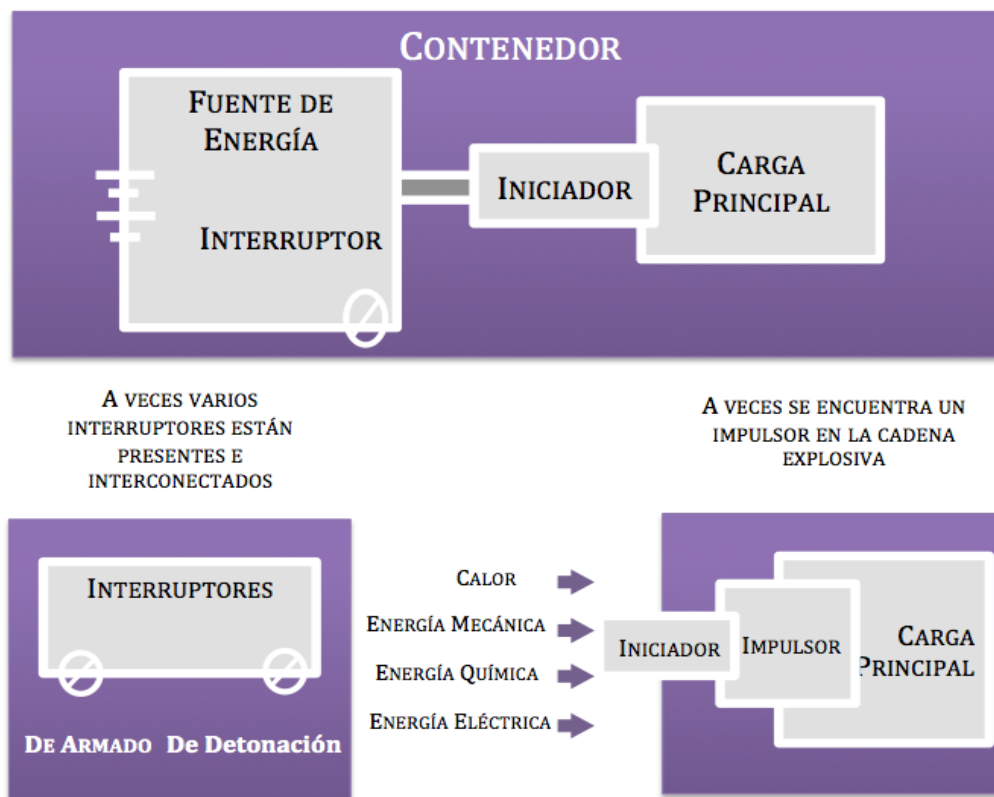 CONTENEDOR
FUENTE DE
ENERGÍA
INTERRUPTOR
INICIADOR
CARGA
PRINCIPAL
A VECES VARIOS
INTERRUPTORES ESTÁN
PRESENTES E
INTERCONECTADOS
A VECES SE ENCUENTRA UN
IMPULSOR EN LA CADENA
EXPLOSIVA
INTERRUPTORES
DE ARMADO De Detonación
CALOR
ENERGÍA MECÁNICA
ENERGÍA QUÍMICA
ENERGÍA ELÉCTRICA
INICIADOR
IMPULSOR
CARGA
PRINCIPAL